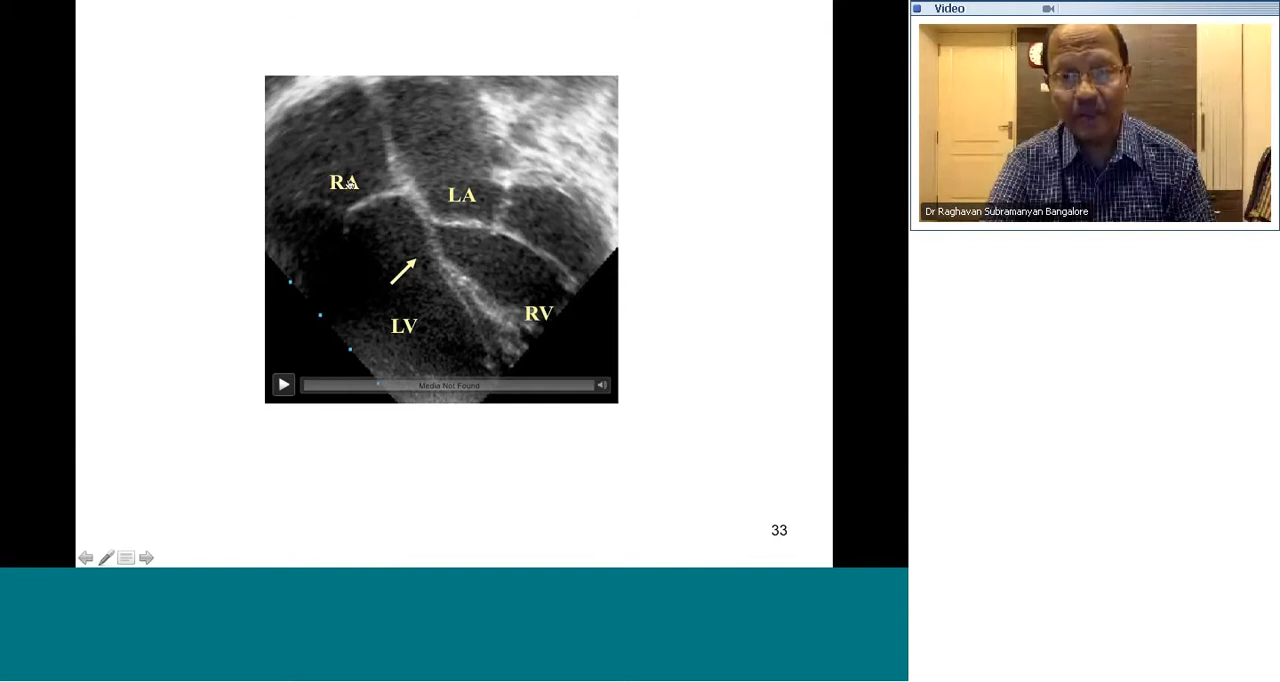 Video
RA
LA
LV
RV
Media Not Found
33
Dr Raghavan Subramanyan Bangalore